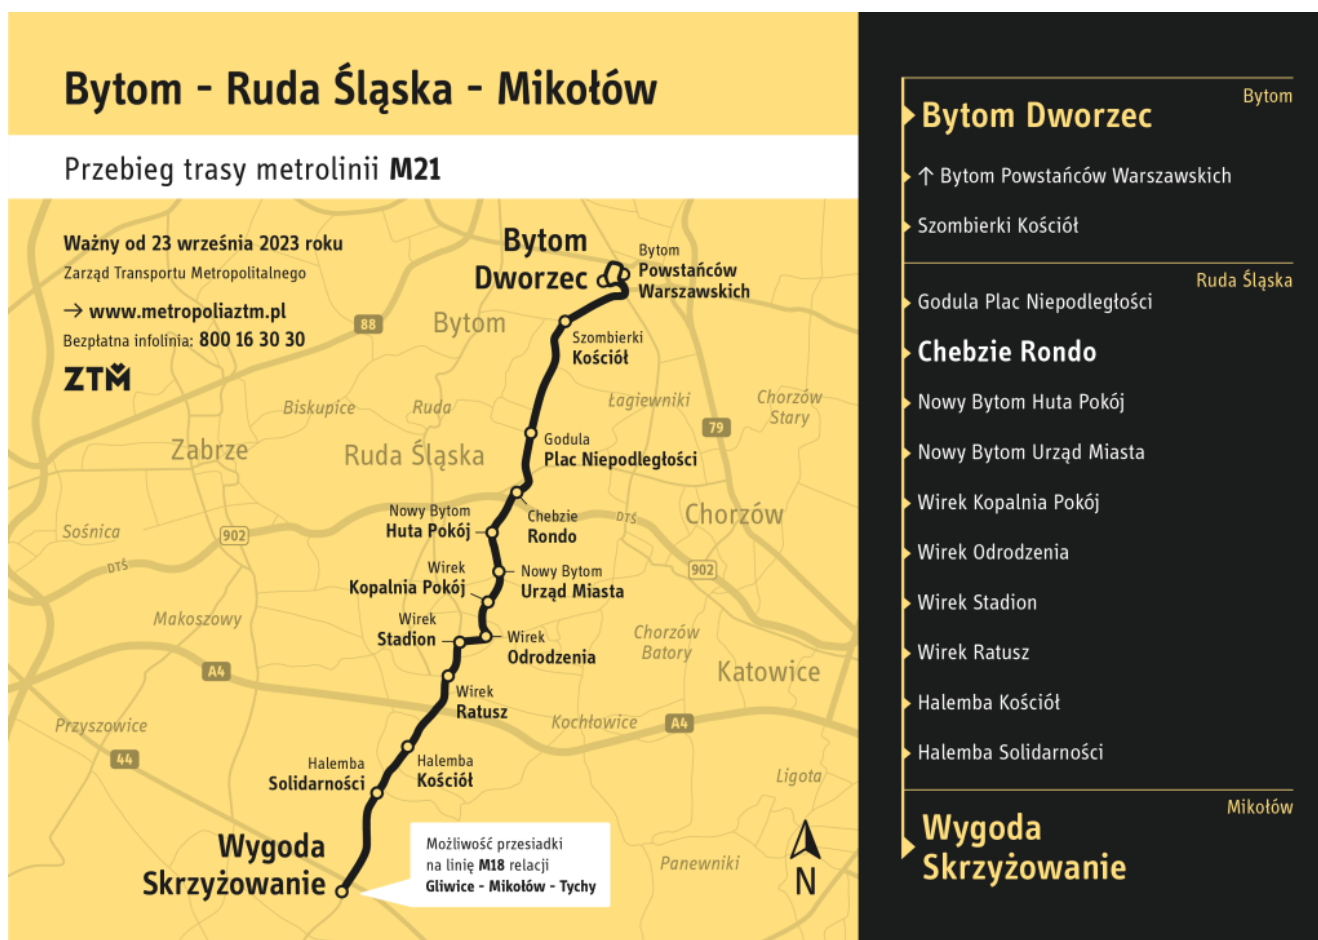 Bytom - Ruda Śląska - Mikołów
Przebieg trasy metrolinii M21
Ważny od 23 września 2023 roku
Zarząd Transportu Metropolitalnego
→ www.metropoliaztm.pl
Bezpłatna infolinia: 800 16 30 30
ZTM
Bytom
Dworzec
Bytom
Powstańców
Warszawskich
88
Bytom
Szombierki
Kościół
Biskupice
Ruda
Łagiewniki
Chorzów
Stary
79
Zabrze
Ruda Śląska
Godula
Plac Niepodległości
Nowy Bytom
Huta Pokój
Chebzie
Rondo
DTŚ
Chorzów
Sośnica
902
DTŚ
Wirek
Kopalnia Pokój
Nowy Bytom
Urząd Miasta
902
Makoszowy
Wirek
Stadion
Wirek
Odrodzenia
Chorzów
Batory
Katowice
A4
Wirek
Ratusz
Przyszowice
Kochłowice
A4
44
Halemba
Solidarności
Halemba
Kościół
Ligota
Wygoda
Skrzyżowanie
Możliwość przesiadki
na linię M18 relacji
Gliwice - Mikołów - Tychy
Panewniki
N
Bytom
Bytom Dworzec
↑ Bytom Powstańców Warszawskich
Szombierki Kościół
Ruda Śląska
Godula Plac Niepodległości
Chebzie Rondo
Nowy Bytom Huta Pokój
Nowy Bytom Urząd Miasta
Wirek Kopalnia Pokój
Wirek Odrodzenia
Wirek Stadion
Wirek Ratusz
Halemba Kościół
Halemba Solidarności
Mikołów
Wygoda
Skrzyżowanie